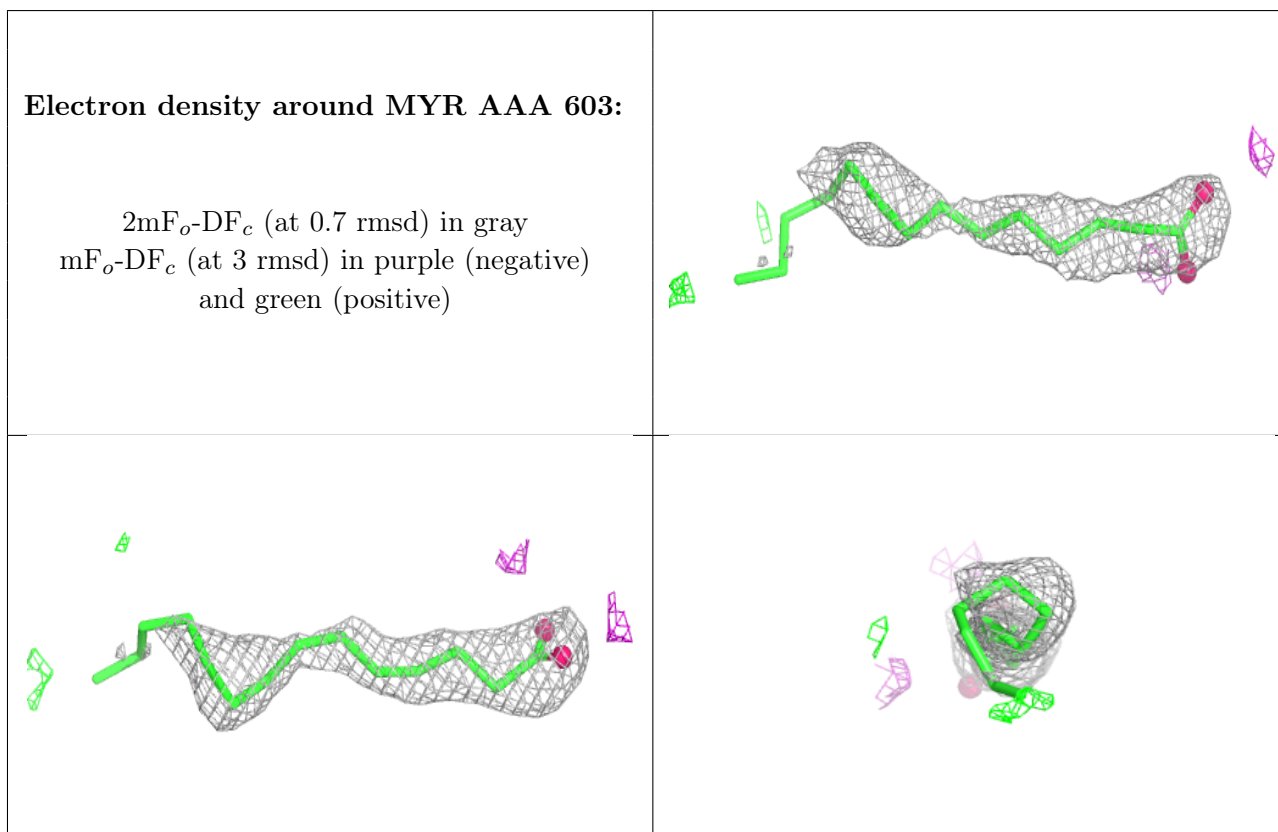 Electron density around MYR AAA 603:
2mFₒ-DF𝒸 (at 0.7 rmsd) in gray
mFₒ-DF𝒸 (at 3 rmsd) in purple (negative)
and green (positive)